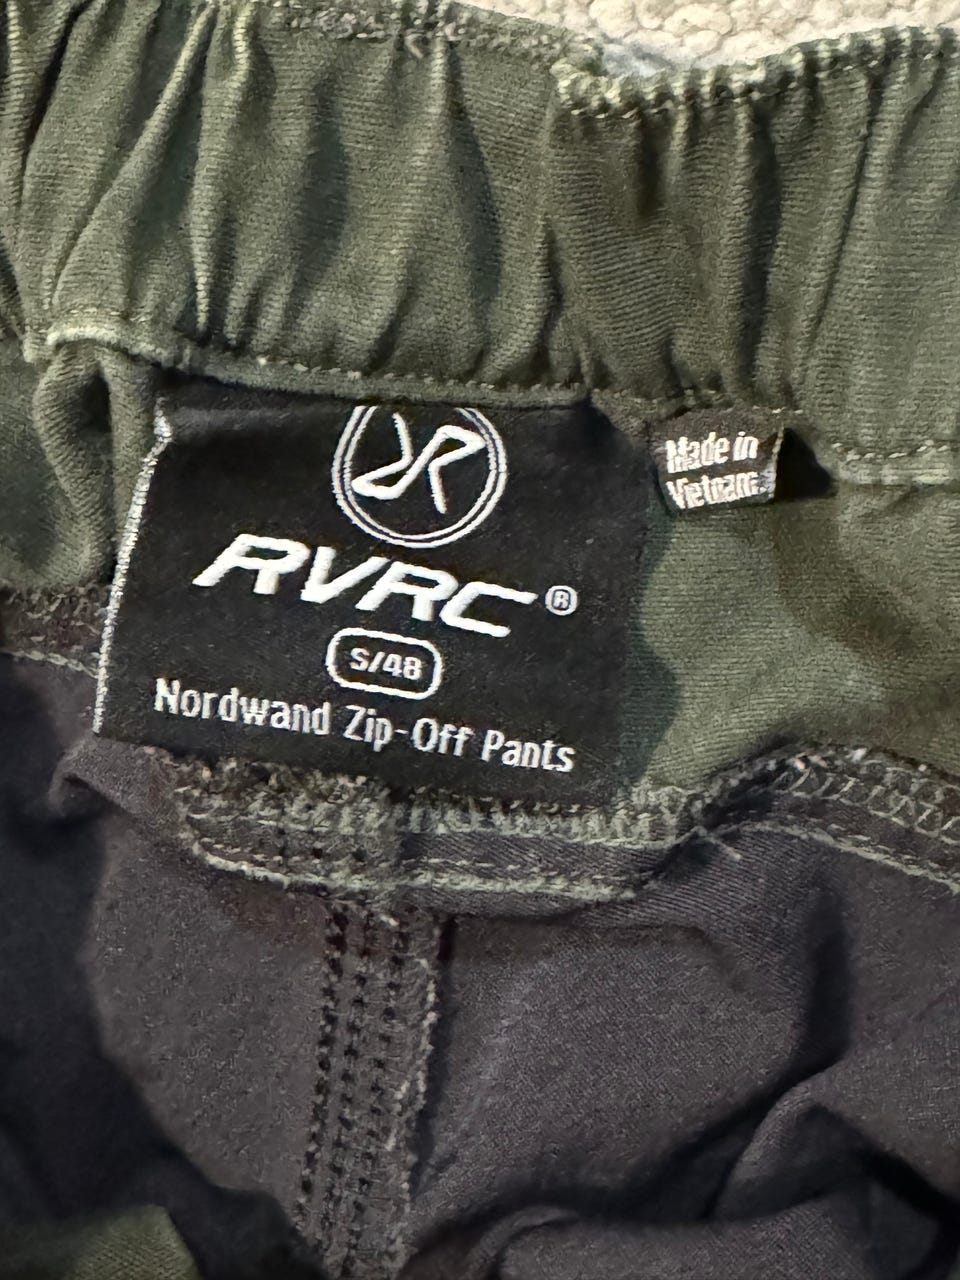 RVRC®
S/48
Nordwand Zip-Off Pants
Made in
Vietnam